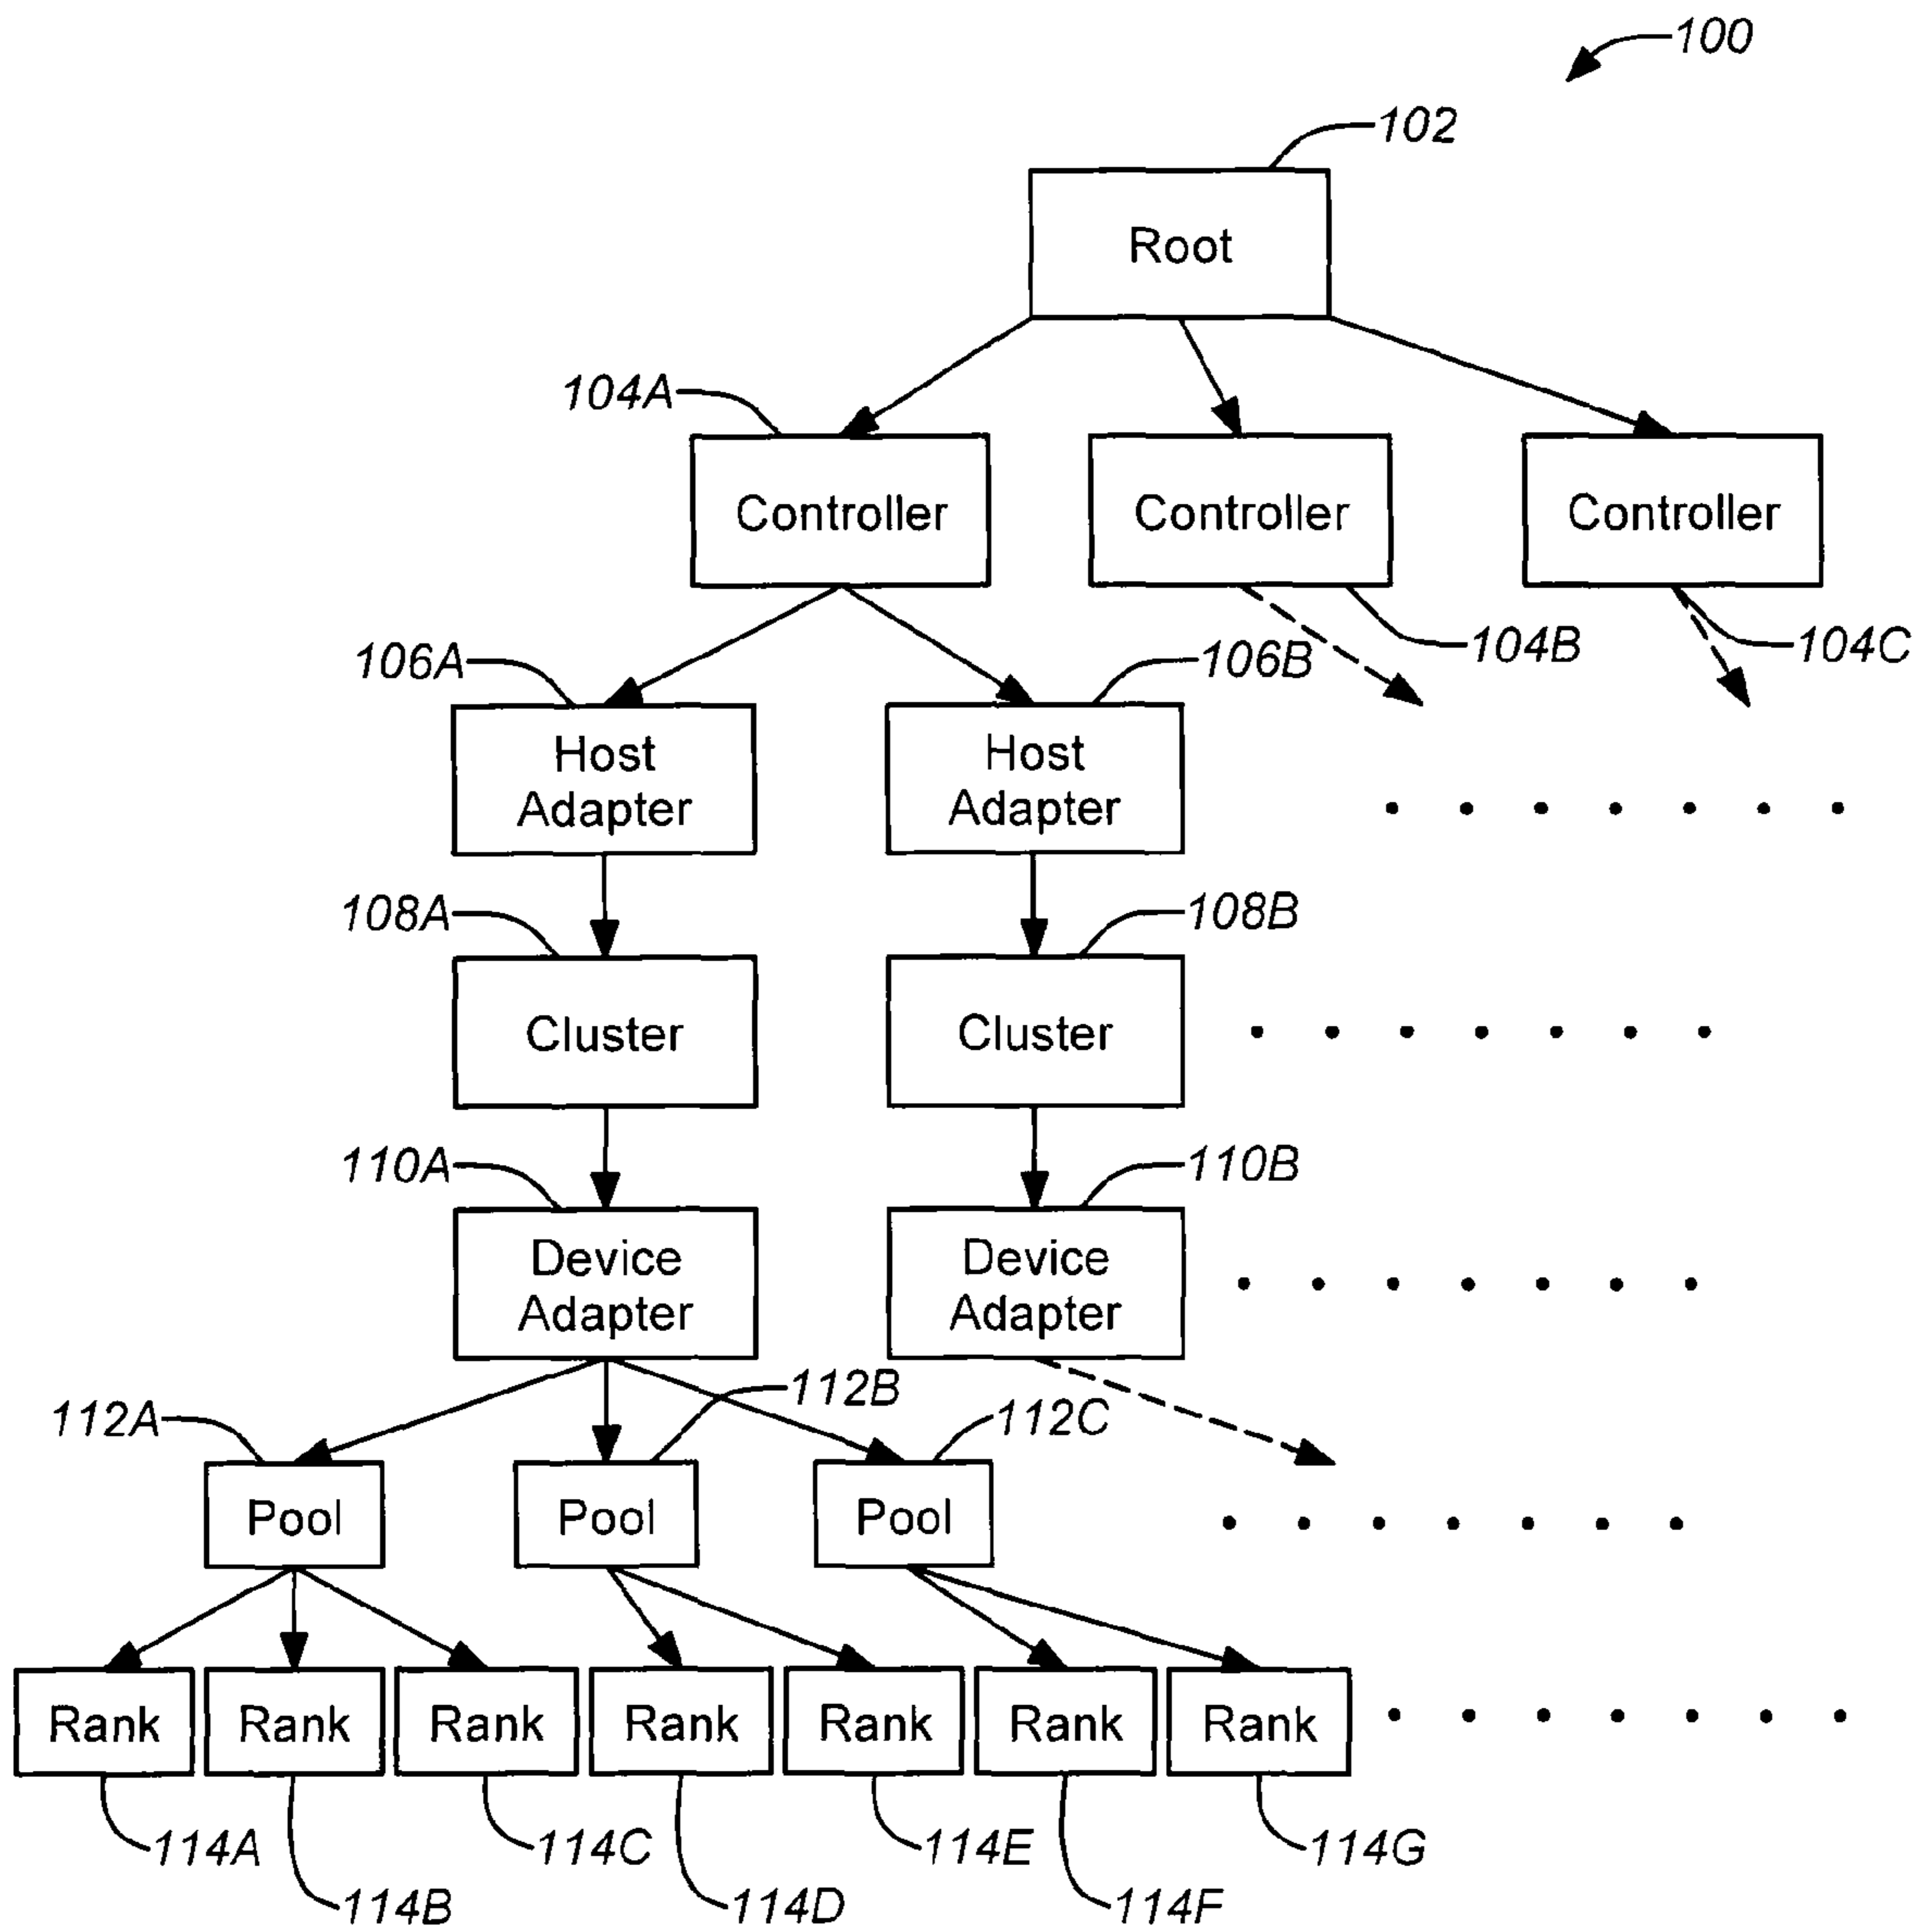 100
102
Root
104A
Controller
Controller
Controller
104B
104C
106A
106B
Host
Adapter
Host
Adapter
108A
108B
Cluster
Cluster
110A
110B
Device
Adapter
Device
Adapter
112A
112B
112C
Pool
Pool
Pool
Rank
Rank
Rank
Rank
Rank
Rank
Rank
114A
114B
114C
114D
114E
114F
114G